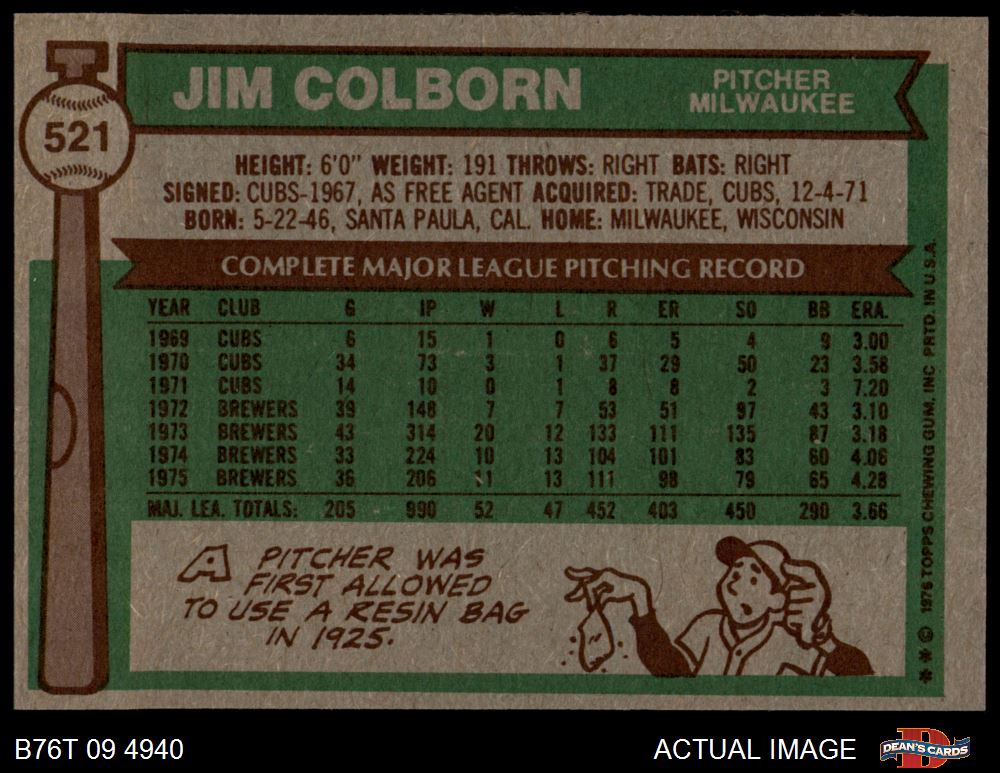 JIM COLBORN
PITCHER
MILWAUKEE
521
HEIGHT: 6'0" WEIGHT: 191 THROWS: RIGHT BATS: RIGHT
SIGNED: CUBS-1967, AS FREE AGENT ACQUIRED: TRADE, CUBS, 12-4-71
BORN: 5-22-46, SANTA PAULA, CAL. HOME: MILWAUKEE, WISCONSIN
COMPLETE MAJOR LEAGUE PITCHING RECORD
YEAR CLUB G IP W L R ER SO BB ERA.
1969 CUBS 6 15 1 0 6 5 4 9 3.00
1970 CUBS 34 73 3 1 37 29 50 23 3.58
1971 CUBS 14 10 0 1 8 8 2 3 7.20
1972 BREWERS 39 148 7 7 53 51 97 43 3.10
1973 BREWERS 43 314 20 12 133 111 135 87 3.18
1974 BREWERS 33 224 10 13 104 101 83 60 4.06
1975 BREWERS 36 206 11 13 111 98 79 65 4.28
MAJ. LEA. TOTALS: 205 990 52 47 452 403 450 290 3.66
A PITCHER WAS
FIRST ALLOWED
TO USE A RESIN BAG
IN 1925.
* * © 1976 TOPPS CHEWING GUM, INC. PRTD. IN U.S.A.
B76T 09 4940
ACTUAL IMAGE
B
DEAN'S CARDS